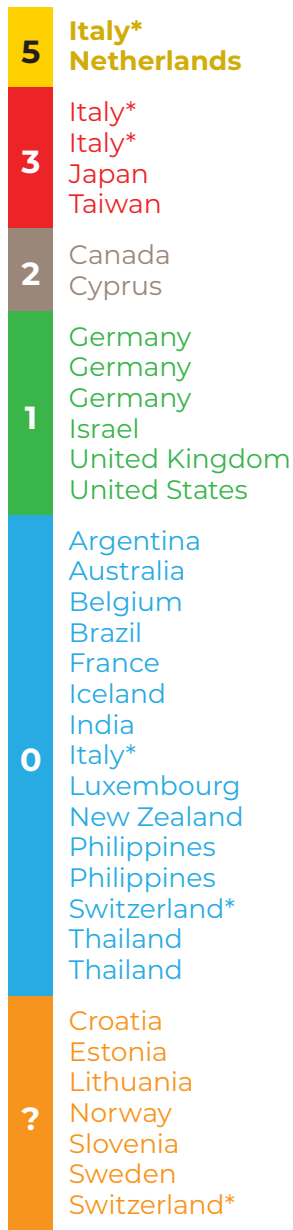 5
Italy*
Netherlands
3
Italy*
Italy*
Japan
Taiwan
2
Canada
Cyprus
1
Germany
Germany
Germany
Israel
United Kingdom
United States
0
Argentina
Australia
Belgium
Brazil
France
Iceland
India
Italy*
Luxembourg
New Zealand
Philippines
Philippines
Switzerland*
Thailand
Thailand
?
Croatia
Estonia
Lithuania
Norway
Slovenia
Sweden
Switzerland*